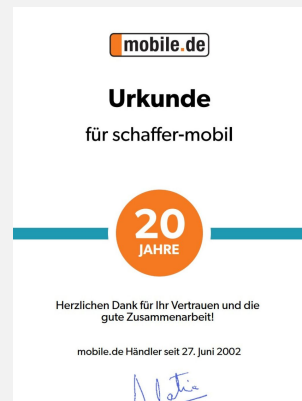 mobile.de
Urkunde
für schaffer-mobil
20
JAHRE
Herzlichen Dank für Ihr Vertrauen und die
gute Zusammenarbeit!
mobile.de Händler seit 27. Juni 2002